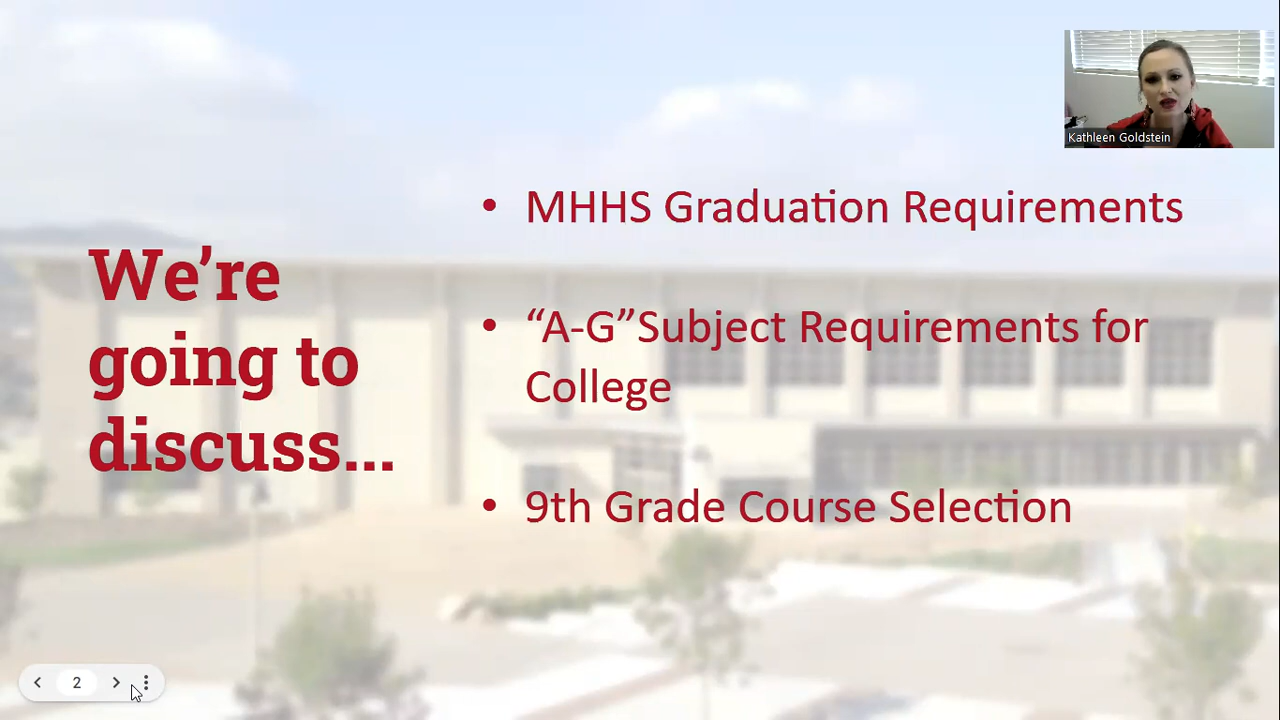 Kathleen Goldstein
We’re
going to
discuss...
• MHHS Graduation Requirements
• “A-G”Subject Requirements for
College
• 9th Grade Course Selection
2